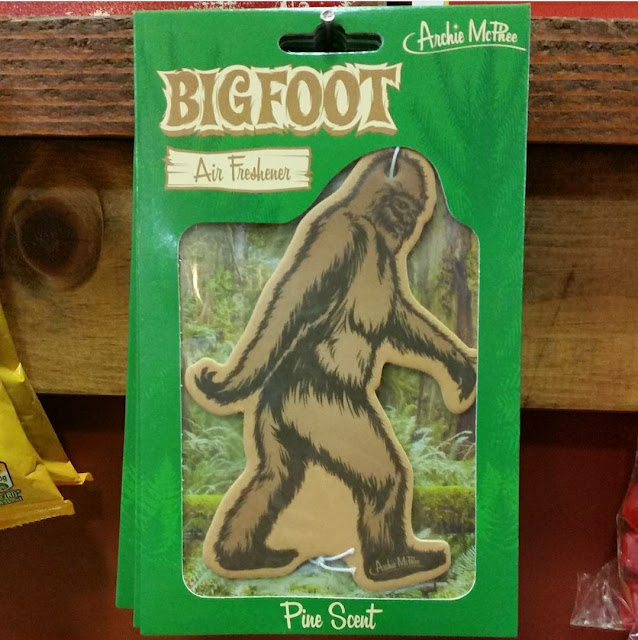 Archie McPhee
BIGFOOT
Air Freshener
Archie McPhee
Pine Scent